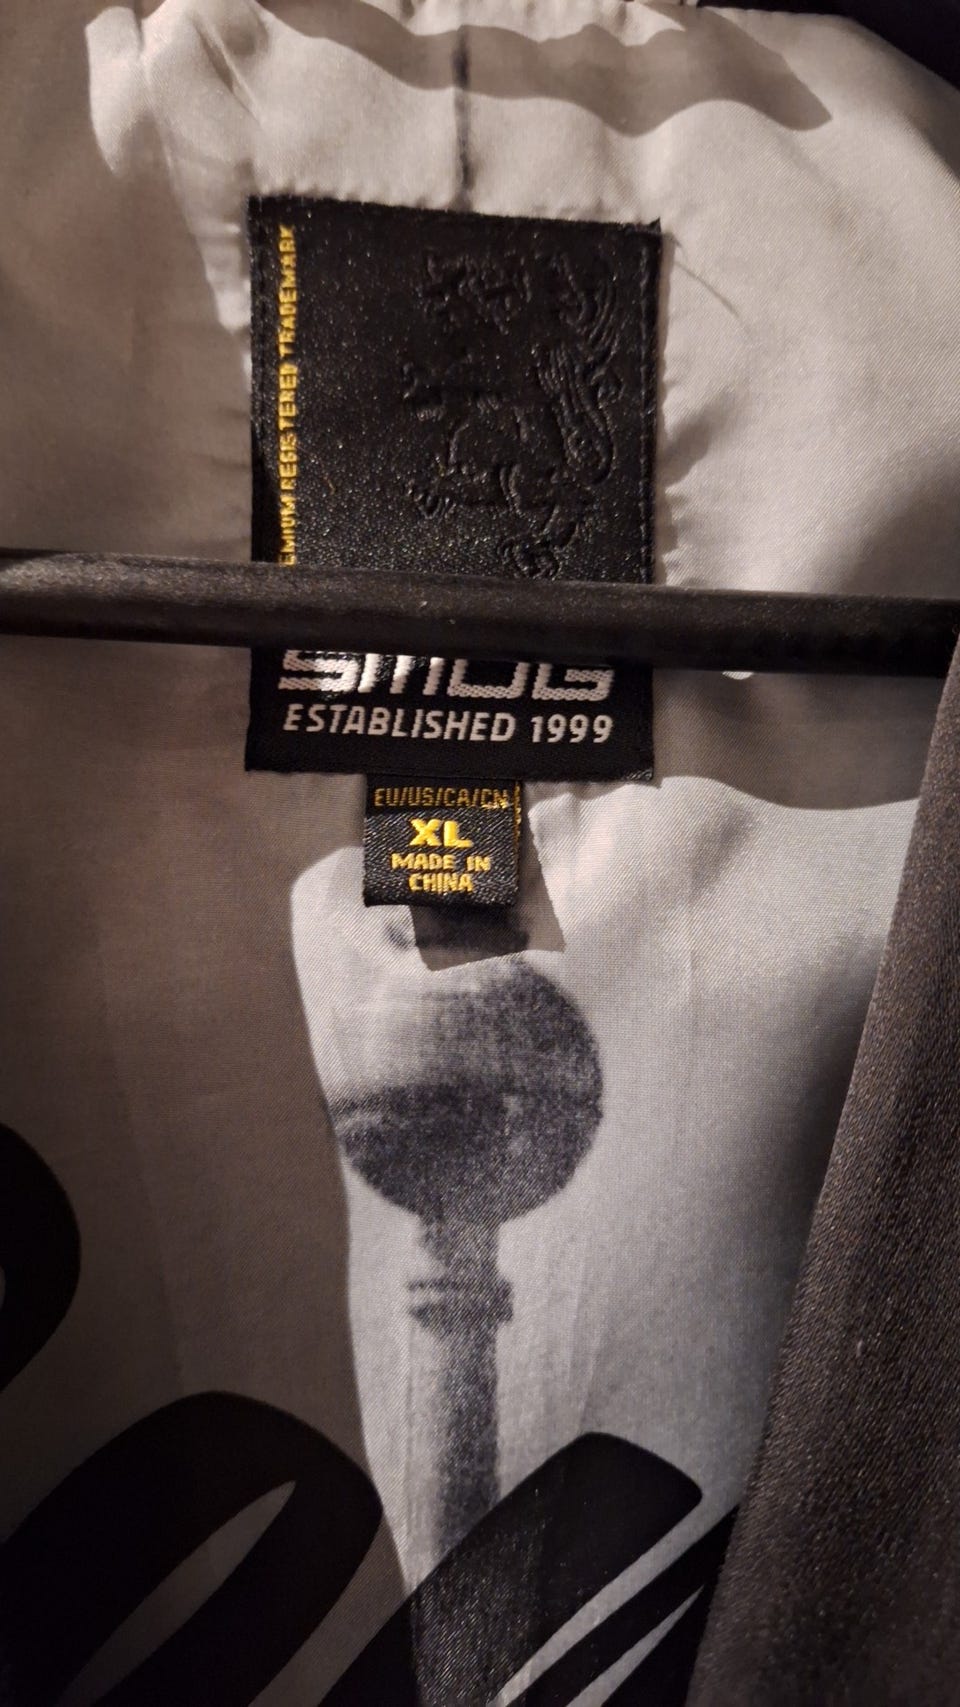 REGISTERED TRADEMARK
SMOG
ESTABLISHED 1999
EU/US/CA/CN
XL
MADE IN
CHINA